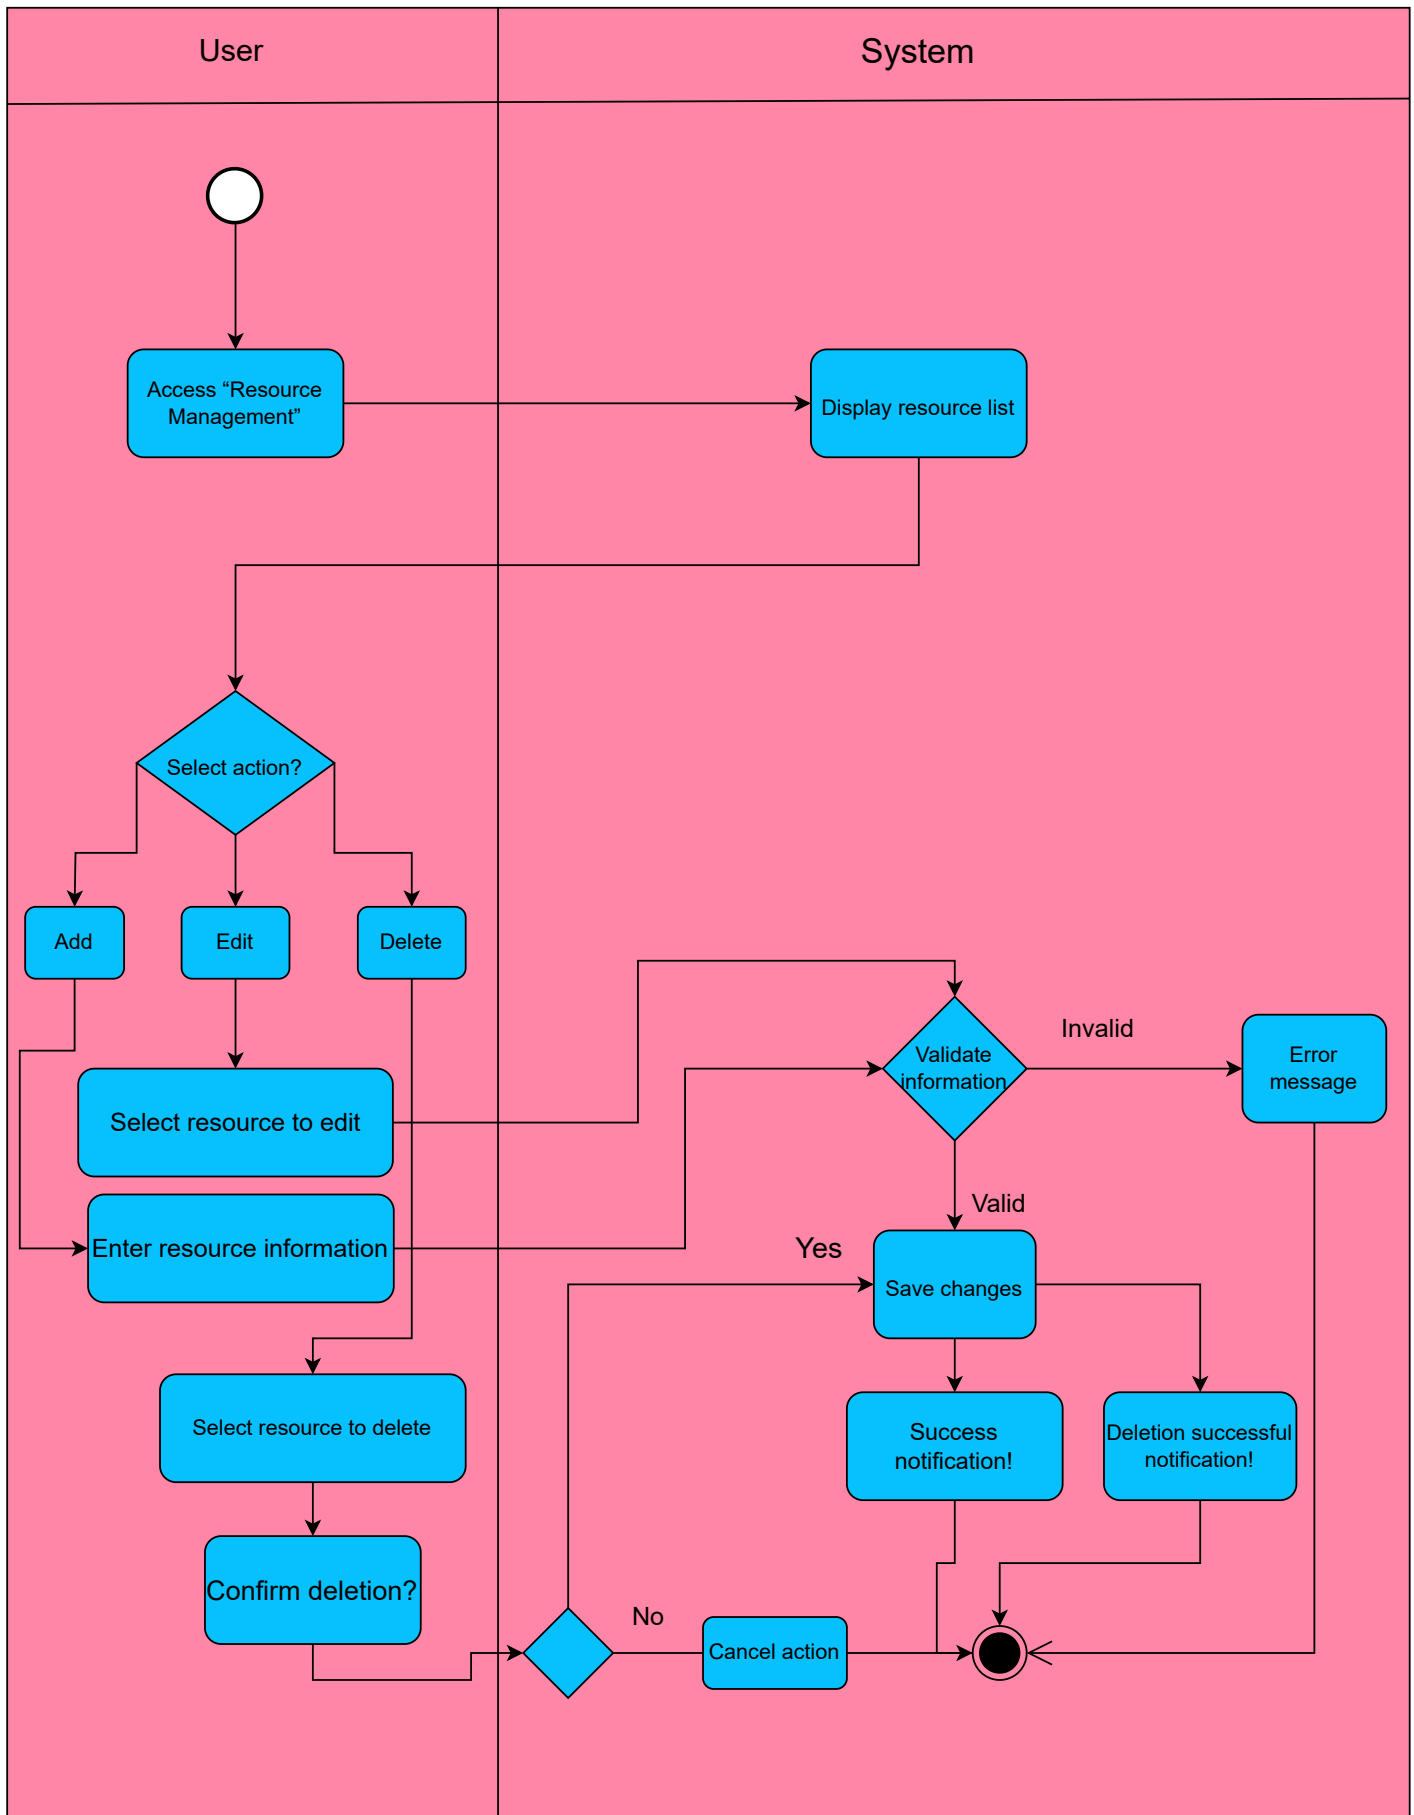 User
System
Access “Resource
Management”
Display resource list
Select action?
Add
Edit
Delete
Select resource to edit
Validate
information
Invalid
Error
message
Valid
Enter resource information
Yes
Save changes
Select resource to delete
Success
notification!
Deletion successful
notification!
Confirm deletion?
No
Cancel action